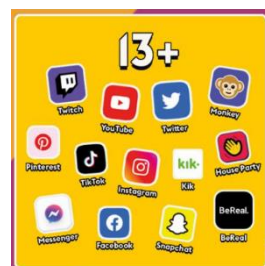 13+
Twitch
YouTube
Twitter
Monkey
Pinterest
TikTok
Instagram
kik.
Kik
House Party
Messenger
Facebook
Snapchat
BeReal.
BeReal